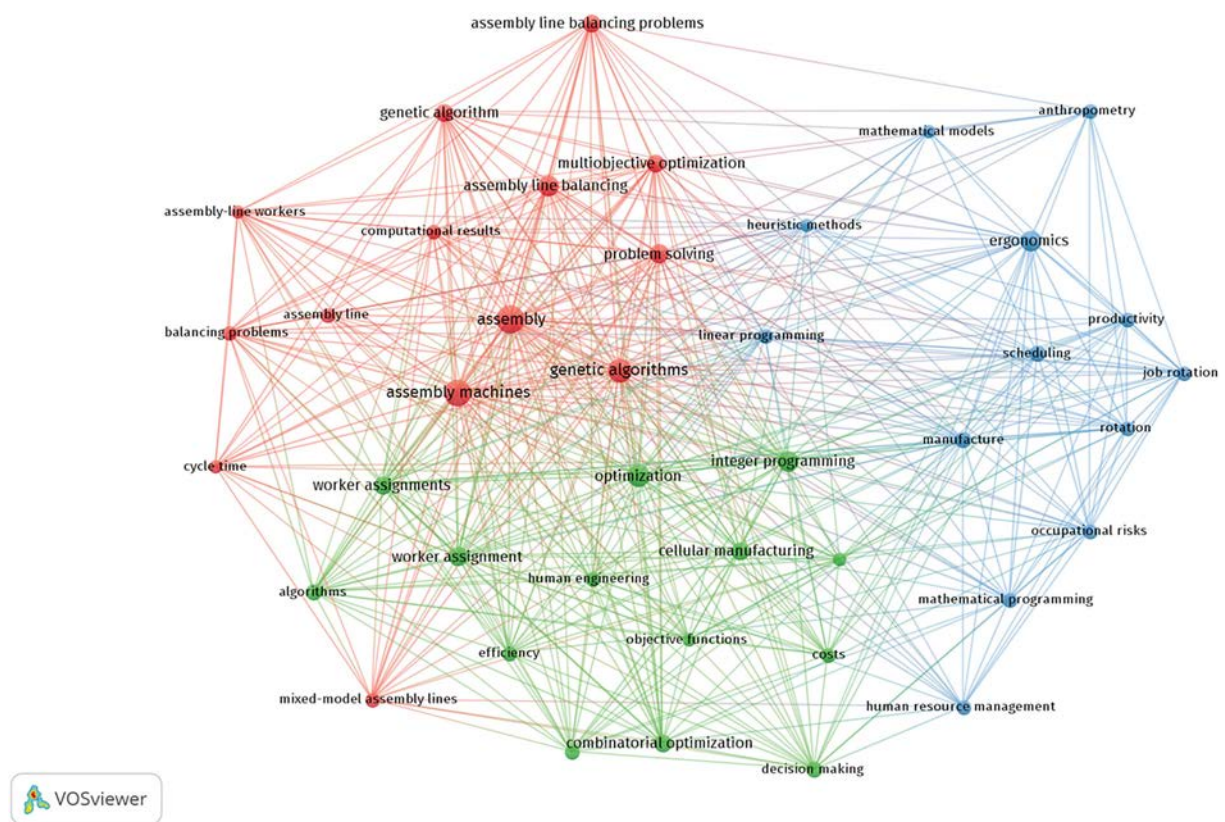 assembly line balancing problems
genetic algorithm
anthropometry
mathematical models
multiobjective optimization
assembly line balancing
assembly-line workers
heuristic methods
computational results
ergonomics
problem solving
assembly line
assembly
productivity
balancing problems
linear programming
scheduling
genetic algorithms
job rotation
assembly machines
rotation
manufacture
cycle time
integer programming
optimization
worker assignments
occupational risks
worker assignment
cellular manufacturing
human engineering
algorithms
mathematical programming
objective functions
efficiency
costs
mixed-model assembly lines
human resource management
combinatorial optimization
decision making
VOSviewer